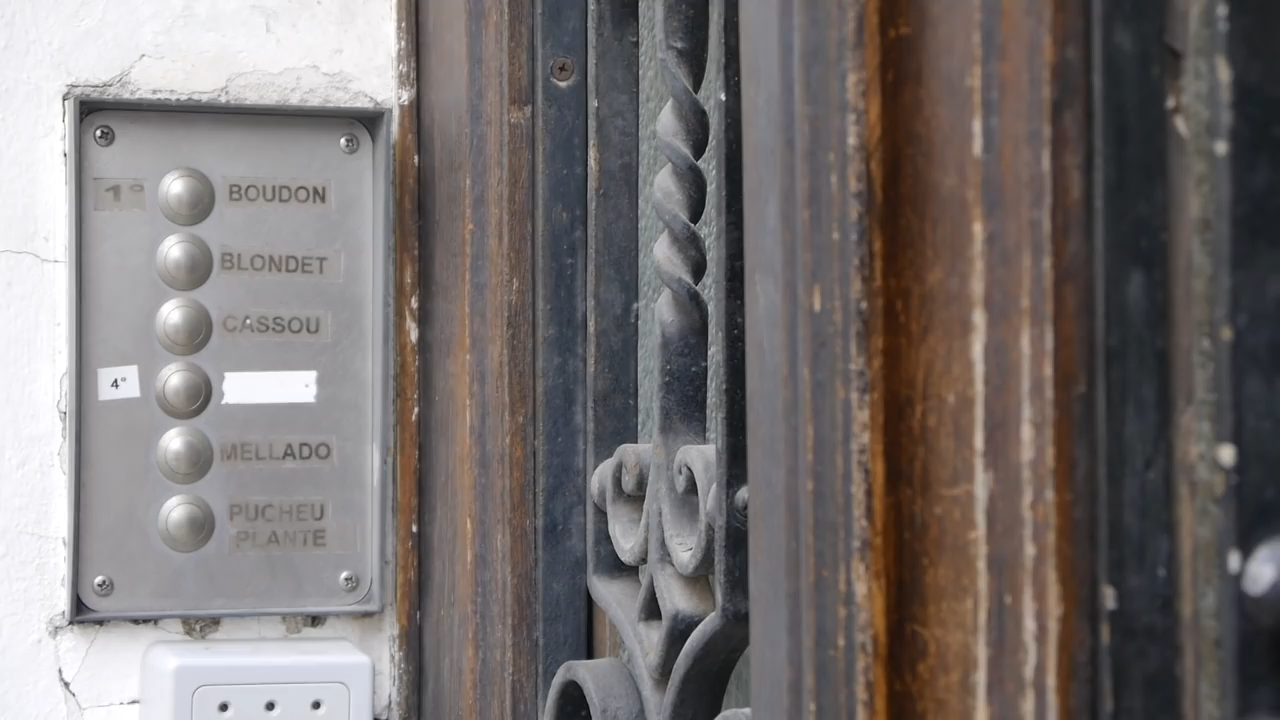 1° BOUDON
BLONDET
CASSOU
4°
MELLADO
PUCHEU
PLANTE